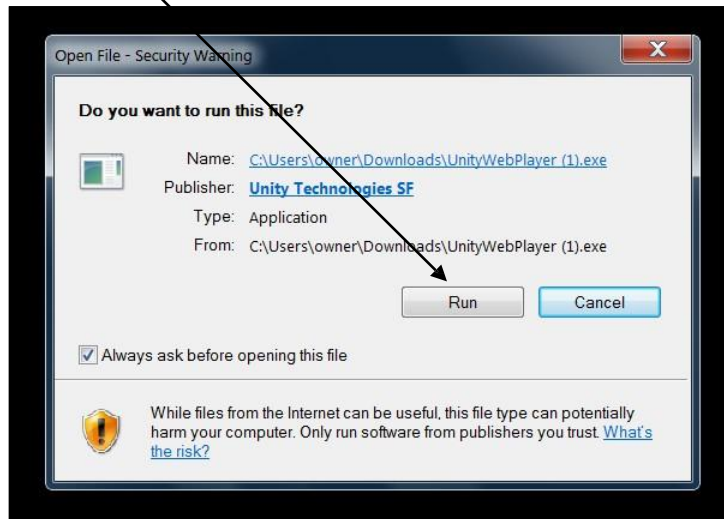 Open File - Security Warning
Do you want to run this file?
Name: C:\Users\owner\Downloads\UnityWebPlayer (1).exe
Publisher: Unity Technologies SF
Type: Application
From: C:\Users\owner\Downloads\UnityWebPlayer (1).exe
Run Cancel
Always ask before opening this file
While files from the Internet can be useful, this file type can potentially
harm your computer. Only run software from publishers you trust. What's
the risk?